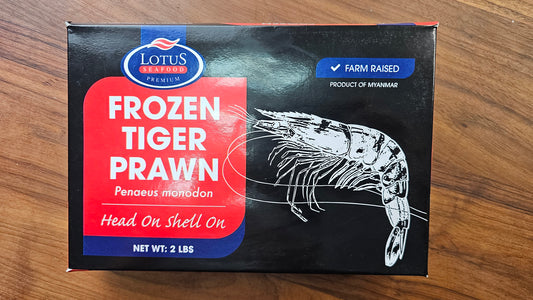 LOTUS
SEAFOOD
PREMIUM
FROZEN
TIGER
PRAWN
Penaeus monodon
Head On Shell On
NET WT: 2 LBS
✓ FARM RAISED
PRODUCT OF MYANMAR